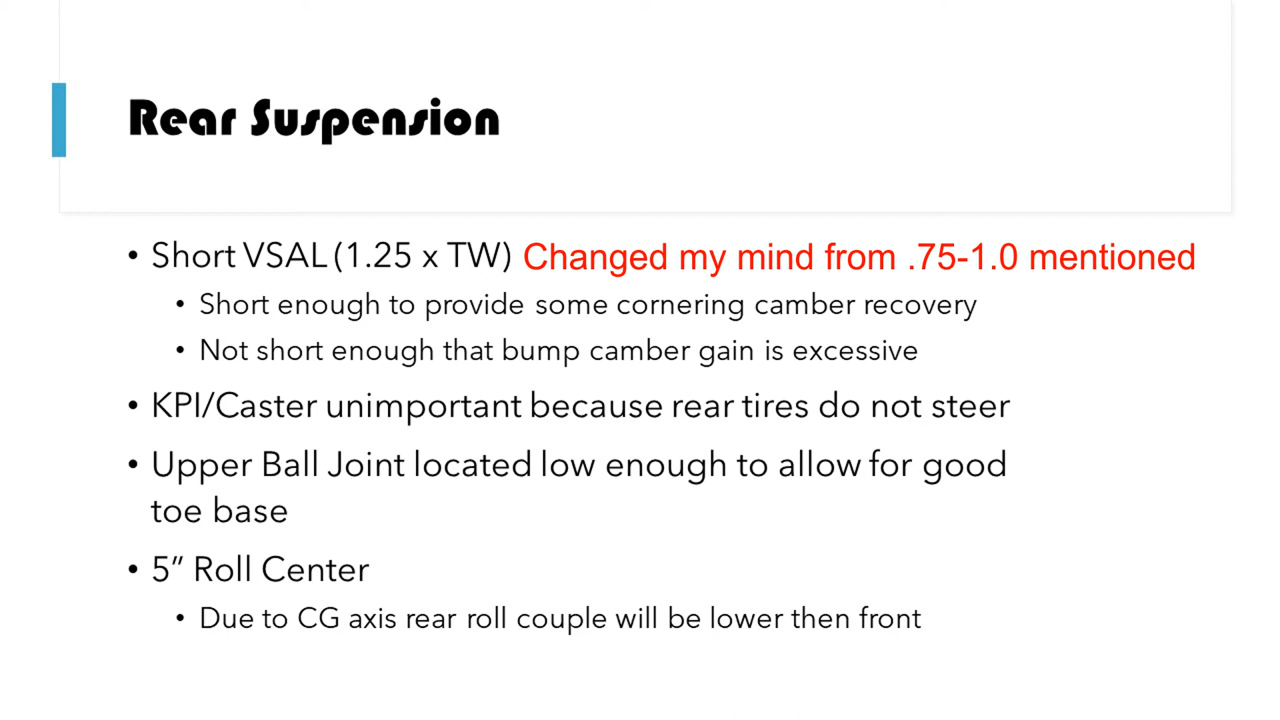 Rear Suspension
• Short VSAL (1.25 x TW) Changed my mind from .75-1.0 mentioned
• Short enough to provide some cornering camber recovery
• Not short enough that bump camber gain is excessive
• KPI/Caster unimportant because rear tires do not steer
• Upper Ball Joint located low enough to allow for good
toe base
• 5” Roll Center
• Due to CG axis rear roll couple will be lower then front